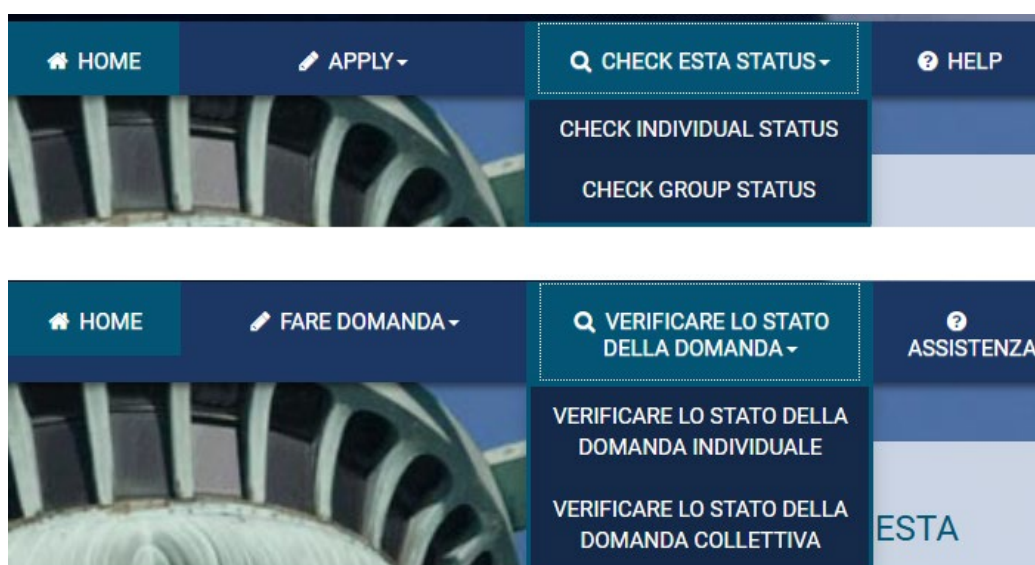 HOME APPLY CHECK ESTA STATUS HELP
CHECK INDIVIDUAL STATUS
CHECK GROUP STATUS
HOME FARE DOMANDA VERIFICARE LO STATO
DELLA DOMANDA ASSISTENZA
VERIFICARE LO STATO DELLA
DOMANDA INDIVIDUALE
VERIFICARE LO STATO DELLA
DOMANDA COLLETTIVA
ESTA